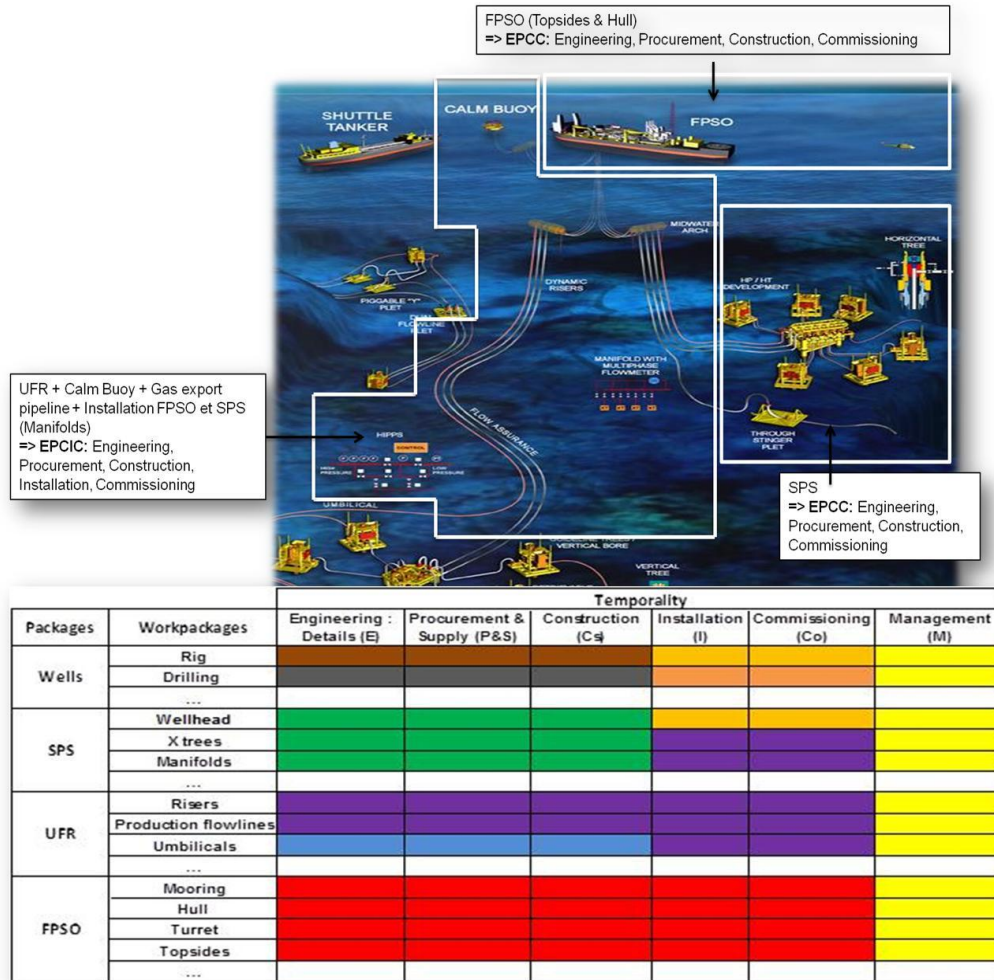 FPSO (Topsides & Hull)
=> EPCC: Engineering, Procurement, Construction, Commissioning
SHUTTLE
TANKER
CALM BUOY
FPSO
MIDWATER
ARCH
HORIZONTAL
TREE
DYNAMIC
RISERS
HP / HT
DEVELOPMENT
PIGGABLE "Y"
PLET
FLOWLINE
PLET
MANIFOLD WITH
MULTIPHASE
FLOWMETER
UFR + Calm Buoy + Gas export
pipeline + Installation FPSO et SPS
(Manifolds)
=> EPCIC: Engineering,
Procurement, Construction,
Installation, Commissioning
FLOW ASSURANCE
THROUGH
STINGER
PLET
HIPPS
CONTROL
HIGH
PRESSURE
LOW
PRESSURE
SPS
=> EPCC: Engineering,
Procurement, Construction,
Commissioning
UMBILICAL
VERTICAL BORE
VERTICAL
TREE
Temporality
Packages Workpackages Engineering : Details (E) Procurement & Supply (P&S) Construction (Cs) Installation (I) Commissioning (Co) Management (M)
Wells
Rig
Drilling
...
SPS
Wellhead
X trees
Manifolds
...
UFR
Risers
Production flowlines
Umbilicals
...
FPSO
Mooring
Hull
Turret
Topsides
...